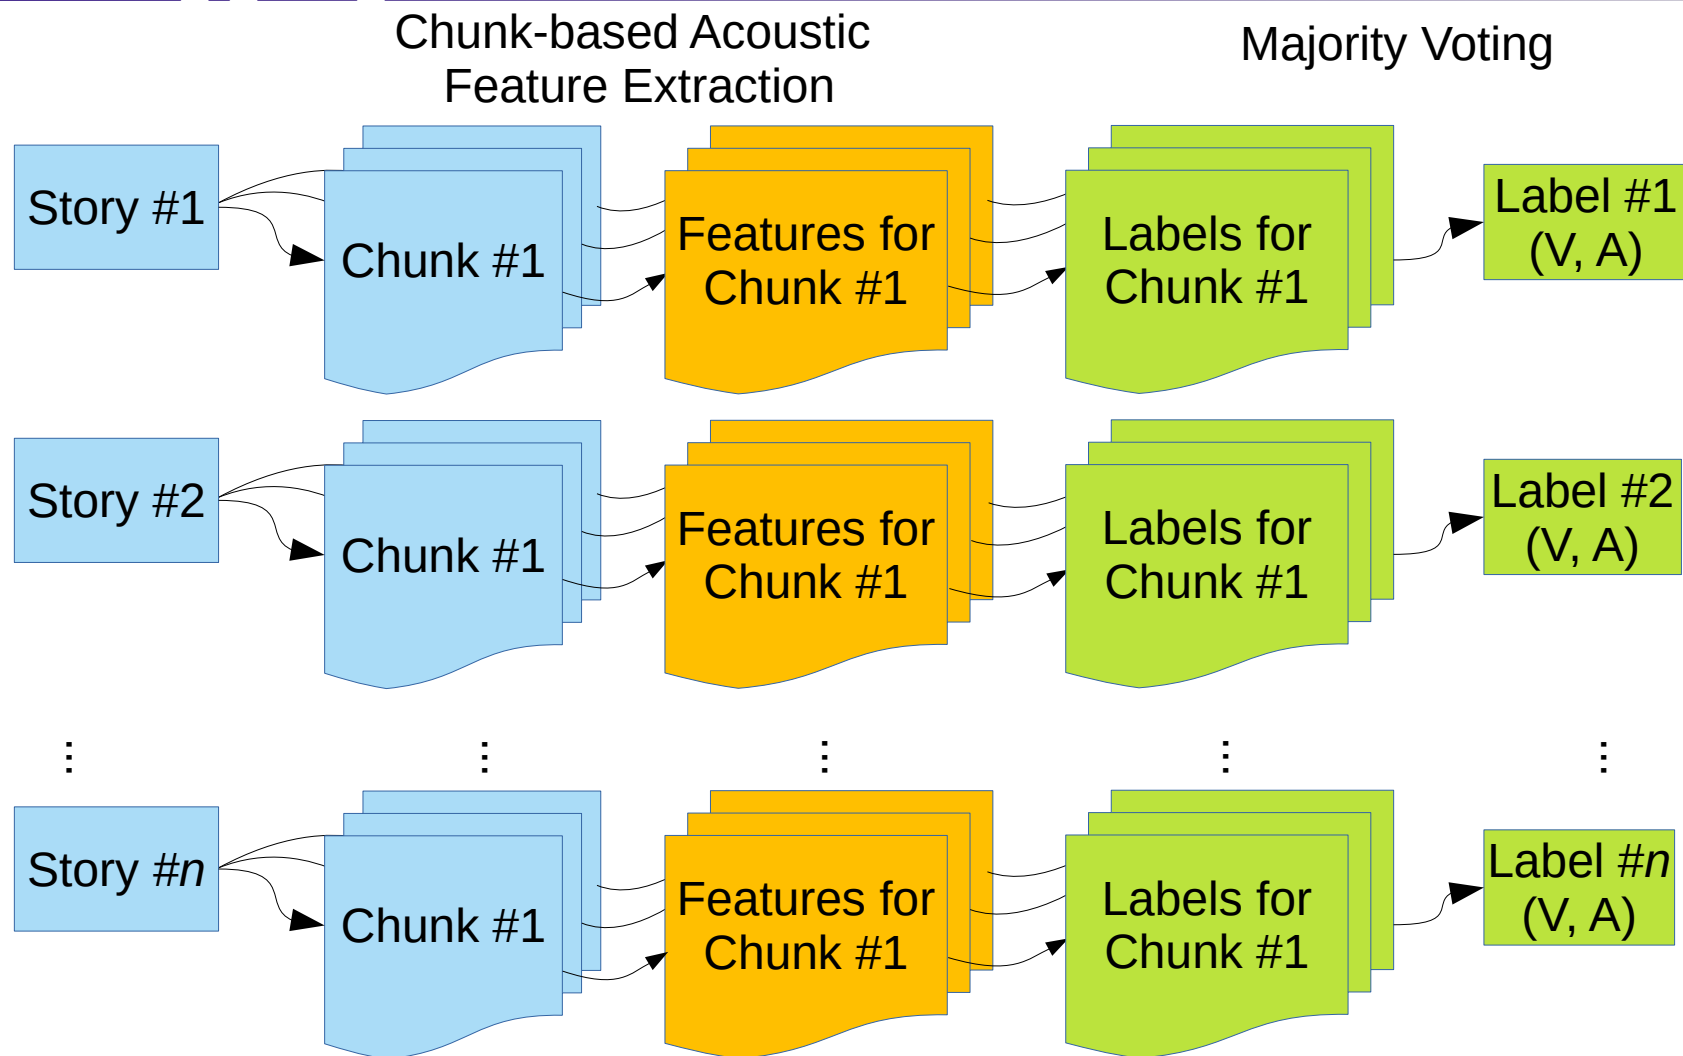 Chunk-based Acoustic
Feature Extraction
Majority Voting
Story #1
Chunk #1
Features for
Chunk #1
Labels for
Chunk #1
Label #1
(V, A)
Story #2
Chunk #1
Features for
Chunk #1
Labels for
Chunk #1
Label #2
(V, A)
...
...
...
...
...
Story #n
Chunk #1
Features for
Chunk #1
Labels for
Chunk #1
Label #n
(V, A)